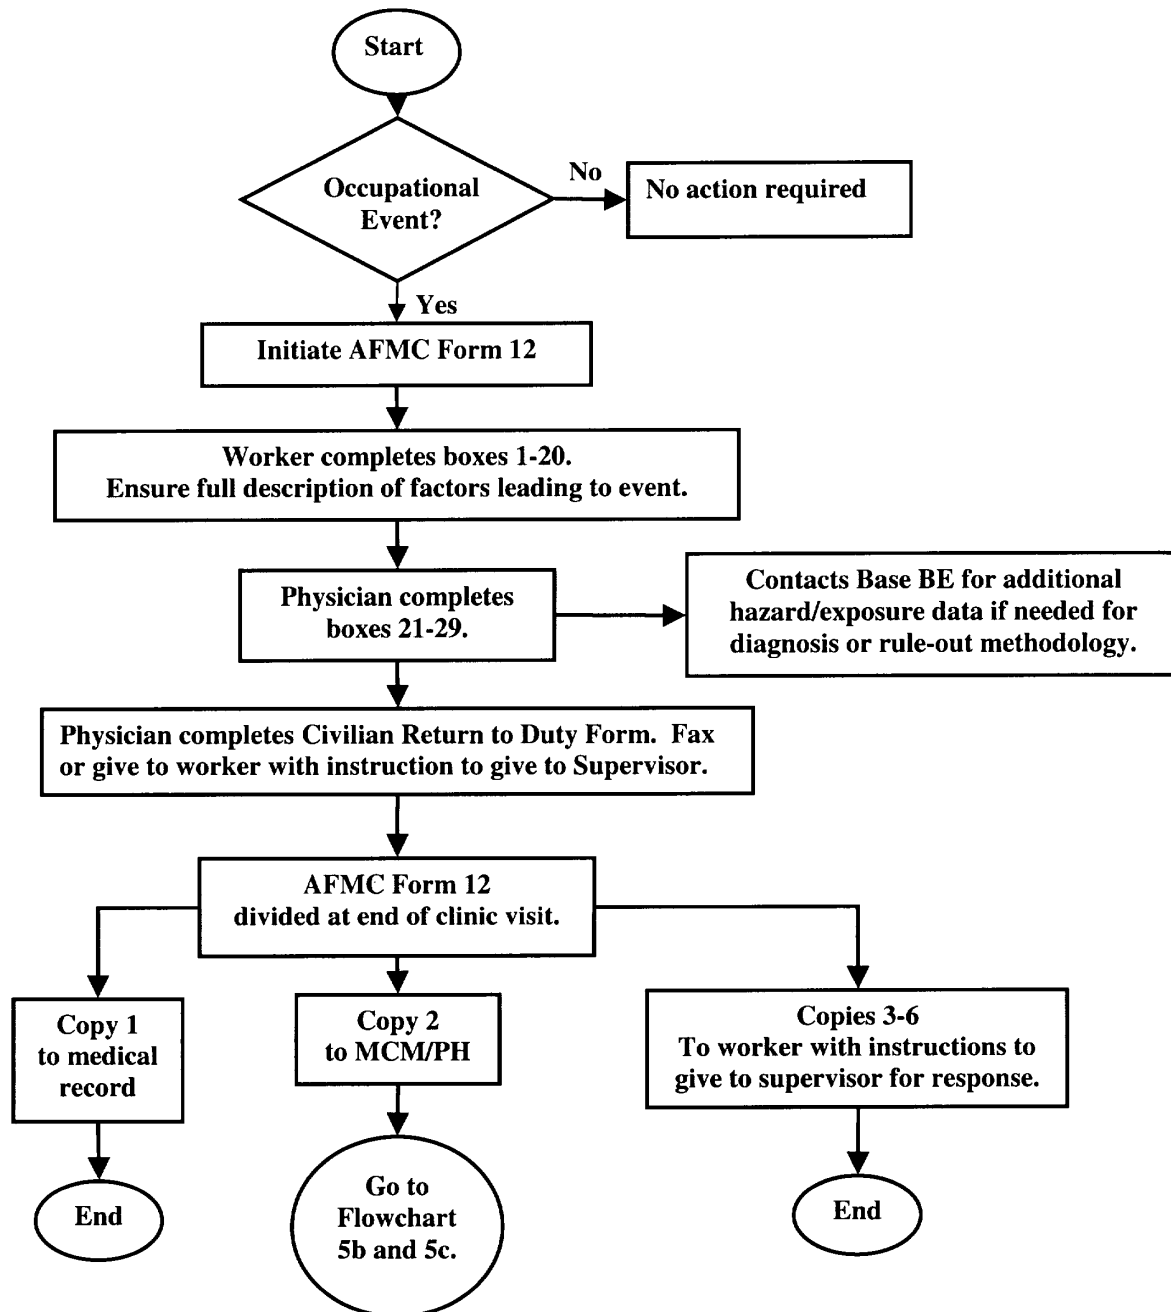 Start
Occupational
Event?
No
No action required
Yes
Initiate AFMC Form 12
Worker completes boxes 1-20.
Ensure full description of factors leading to event.
Physician completes
boxes 21-29.
Contacts Base BE for additional
hazard/exposure data if needed for
diagnosis or rule-out methodology.
Physician completes Civilian Return to Duty Form. Fax
or give to worker with instruction to give to Supervisor.
AFMC Form 12
divided at end of clinic visit.
Copy 1
to medical
record
Copy 2
to MCM/PH
Copies 3-6
To worker with instructions to
give to supervisor for response.
End
Go to
Flowchart
5b and 5c.
End